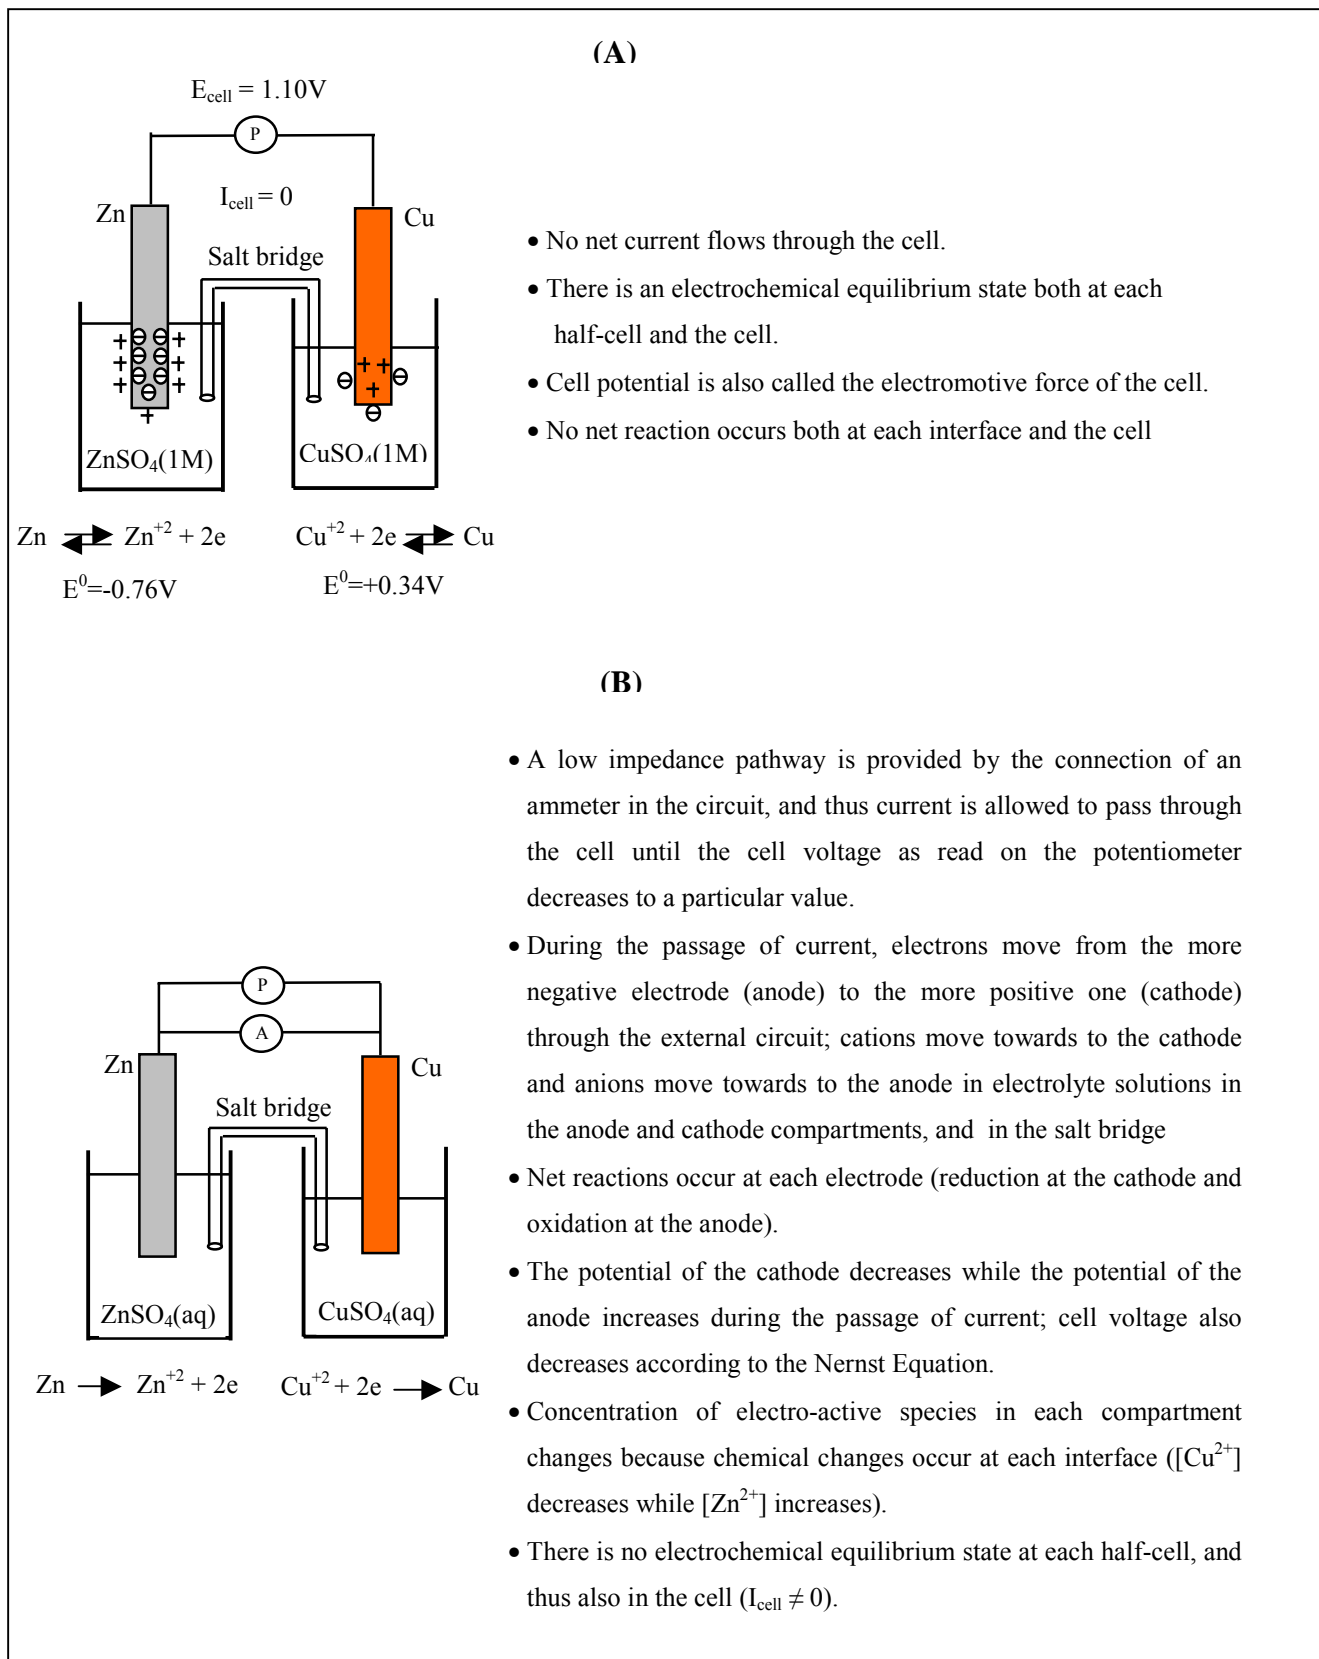 (A)
E_cell = 1.10V
P
I_cell = 0
Zn
Cu
Salt bridge
ZnSO4(1M)
CuSO4(1M)
Zn ⇌ Zn+2 + 2e
Cu+2 + 2e ⇌ Cu
E0=-0.76V
E0=+0.34V
• No net current flows through the cell.
• There is an electrochemical equilibrium state both at each
half-cell and the cell.
• Cell potential is also called the electromotive force of the cell.
• No net reaction occurs both at each interface and the cell
(B)
P
A
Zn
Cu
Salt bridge
ZnSO4(aq)
CuSO4(aq)
Zn → Zn+2 + 2e
Cu+2 + 2e → Cu
• A low impedance pathway is provided by the connection of an
ammeter in the circuit, and thus current is allowed to pass through
the cell until the cell voltage as read on the potentiometer
decreases to a particular value.
• During the passage of current, electrons move from the more
negative electrode (anode) to the more positive one (cathode)
through the external circuit; cations move towards to the cathode
and anions move towards to the anode in electrolyte solutions in
the anode and cathode compartments, and in the salt bridge
• Net reactions occur at each electrode (reduction at the cathode and
oxidation at the anode).
• The potential of the cathode decreases while the potential of the
anode increases during the passage of current; cell voltage also
decreases according to the Nernst Equation.
• Concentration of electro-active species in each compartment
changes because chemical changes occur at each interface ([Cu2+]
decreases while [Zn2+] increases).
• There is no electrochemical equilibrium state at each half-cell, and
thus also in the cell (I_cell ≠ 0).